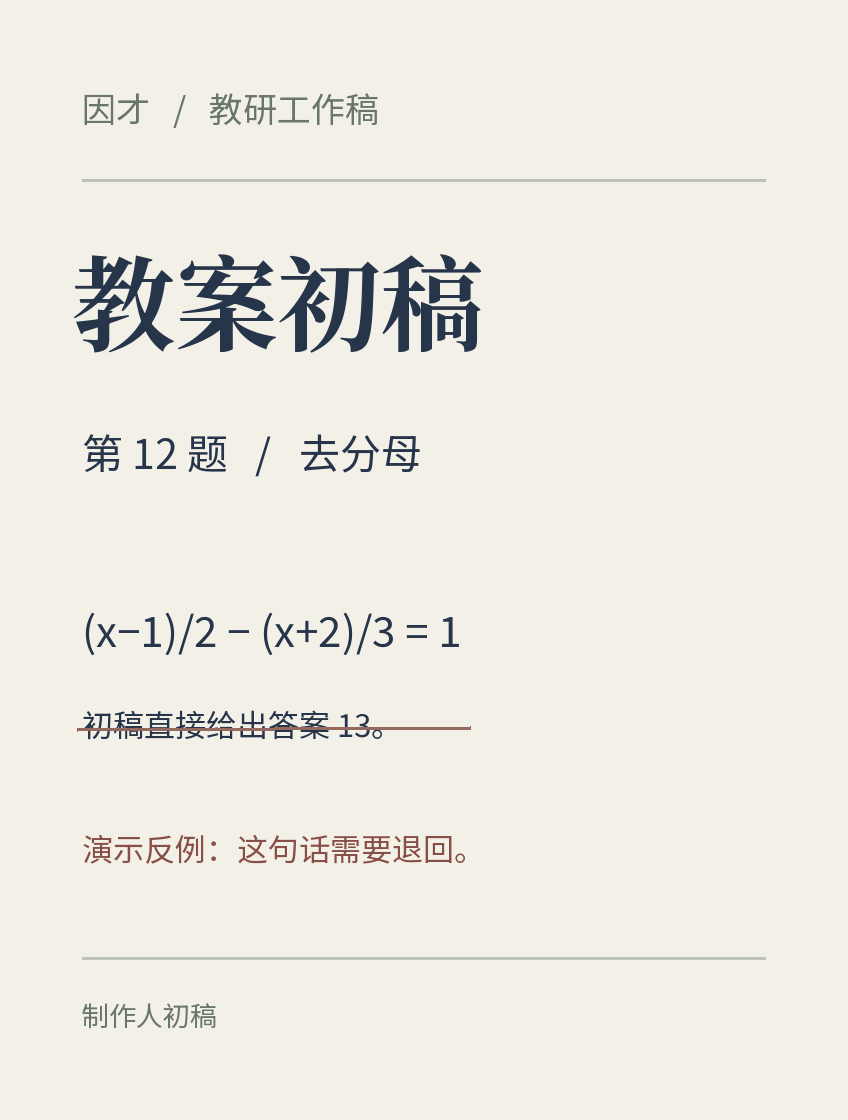 因才 / 教研工作稿
教案初稿
第 12 题 / 去分母
(x−1)/2 − (x+2)/3 = 1
初稿直接给出答案 13。
演示反例：这句话需要退回。
制作人初稿